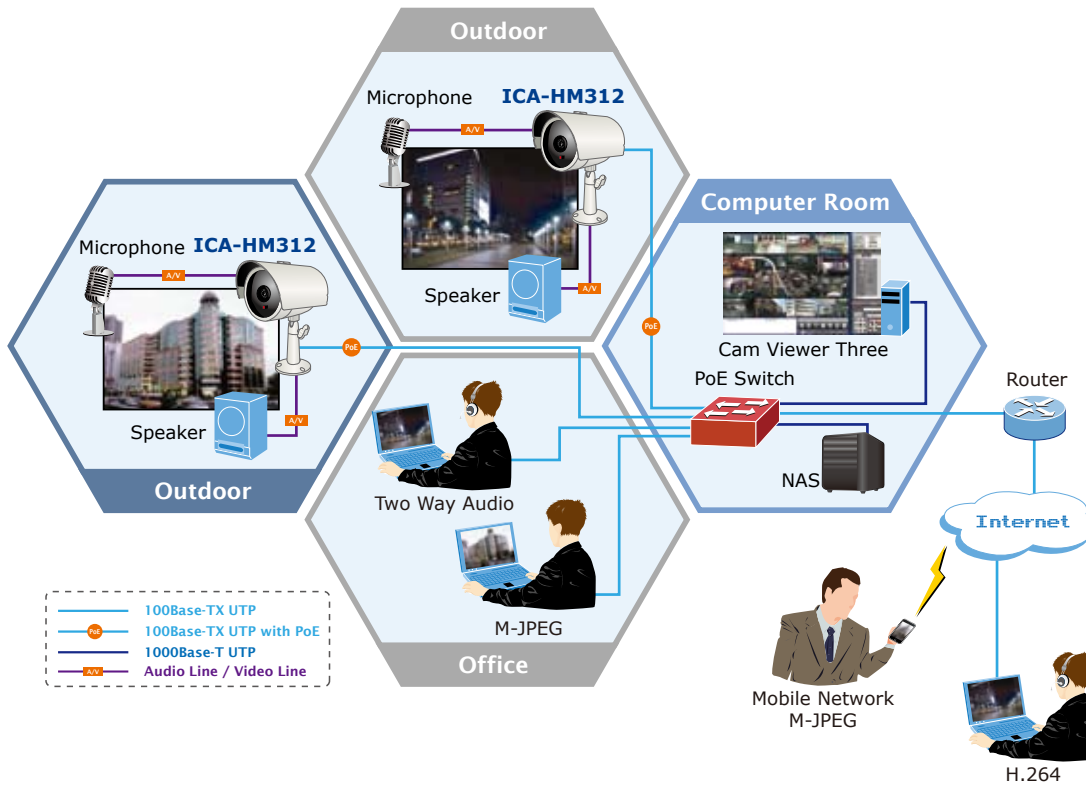 Outdoor
Microphone ICA-HM312
A/V
A/V
Speaker
PoE
Computer Room
Cam Viewer Three
PoE Switch
NAS
Router
Internet
Microphone ICA-HM312
A/V
A/V
PoE
Speaker
Outdoor
Two Way Audio
M-JPEG
Office
100Base-TX UTP
PoE 100Base-TX UTP with PoE
1000Base-T UTP
A/V Audio Line / Video Line
Mobile Network
M-JPEG
H.264